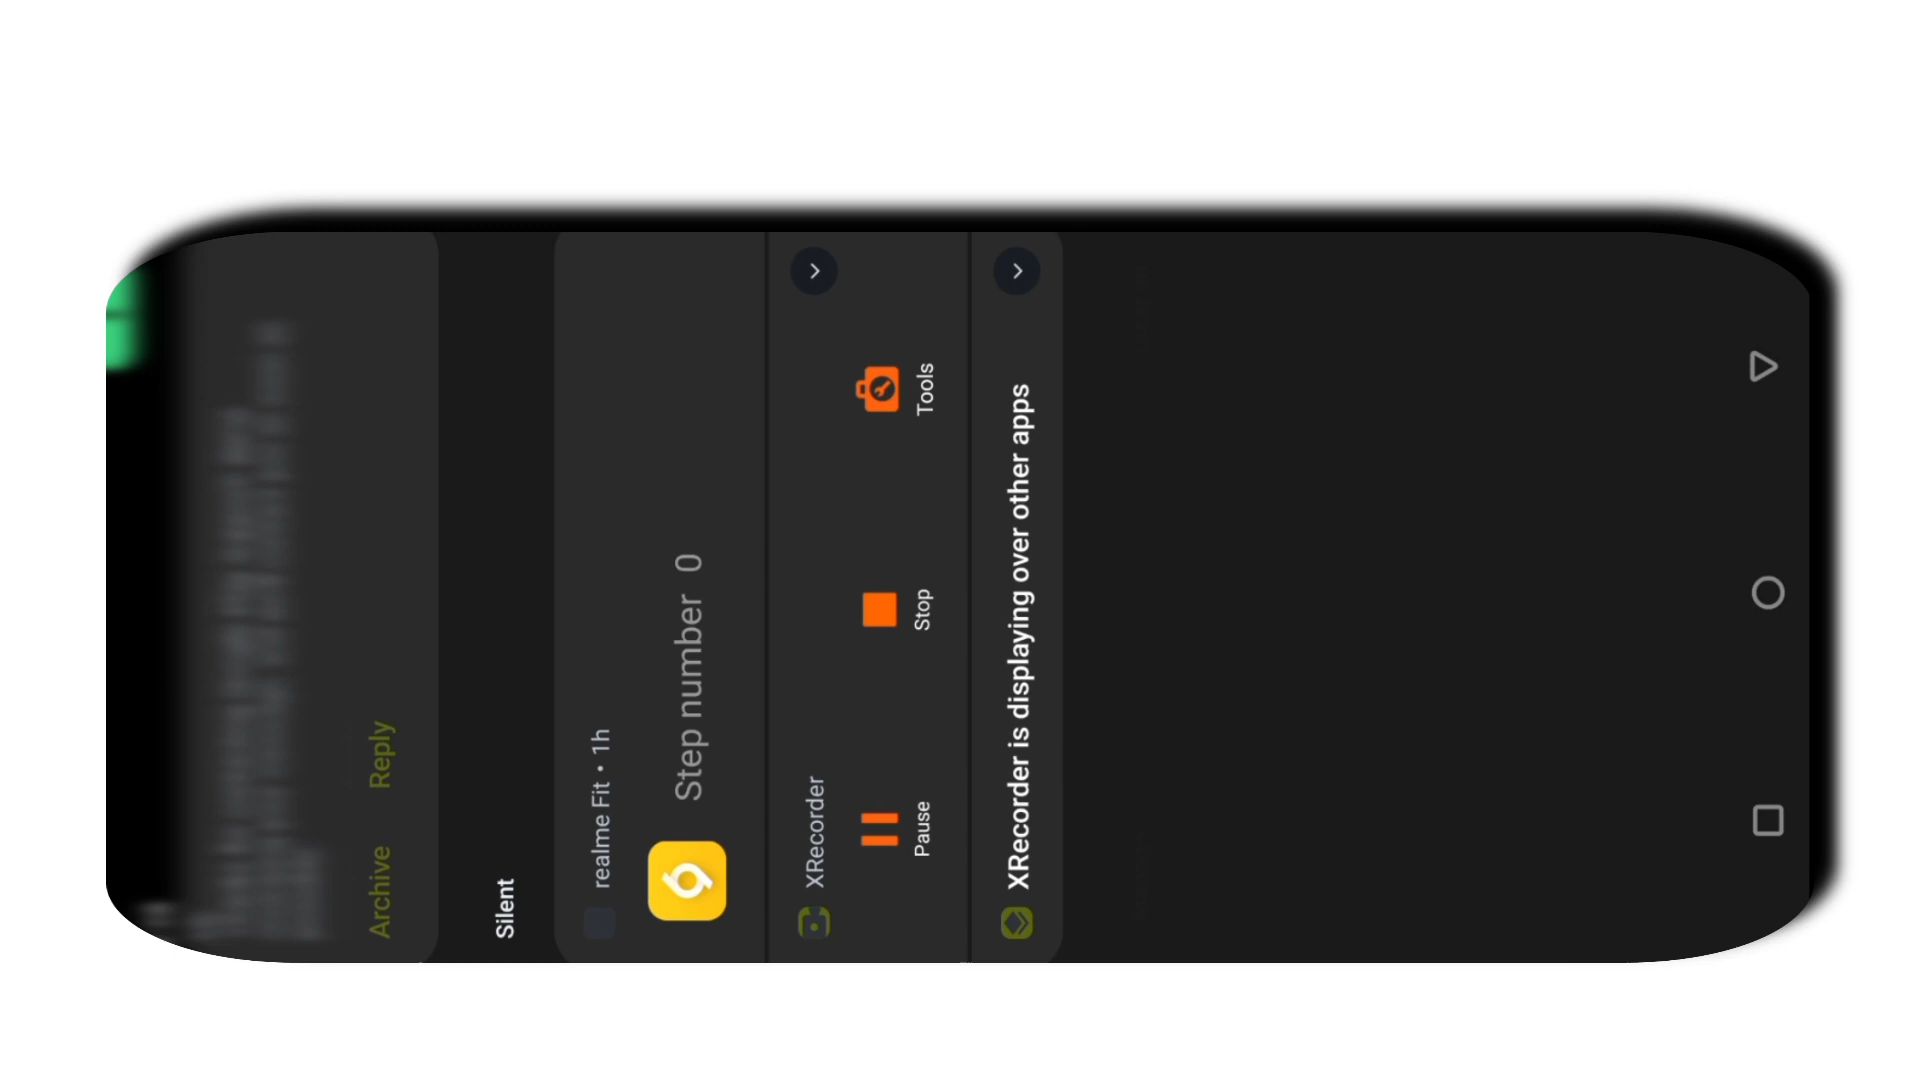 Archive Reply
Silent
realme Fit • 1h
Step number 0
XRecorder
Pause Stop Tools
XRecorder is displaying over other apps